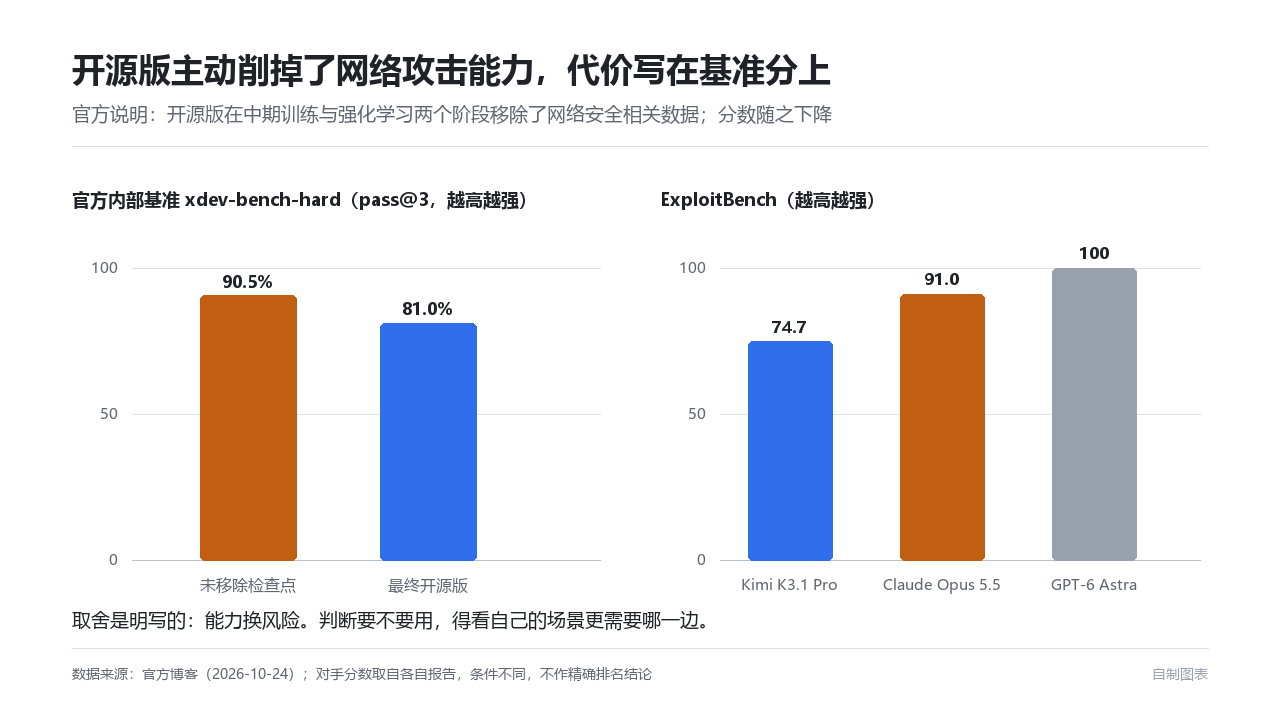 开源版主动削掉了网络攻击能力，代价写在基准分上
官方说明：开源版在中期训练与强化学习两个阶段移除了网络安全相关数据；分数随之下降
官方内部基准 xdev-bench-hard（pass@3，越高越强）
100
90.5%
81.0%
50
0
未移除检查点
最终开源版
ExploitBench（越高越强）
100
74.7
91.0
100
50
0
Kimi K3.1 Pro
Claude Opus 5.5
GPT-6 Astra
取舍是明写的：能力换风险。判断要不要用，得看自己的场景更需要哪一边。
数据来源：官方博客（2026-10-24）；对手分数取自各自报告，条件不同，不作精确排名结论
自制图表